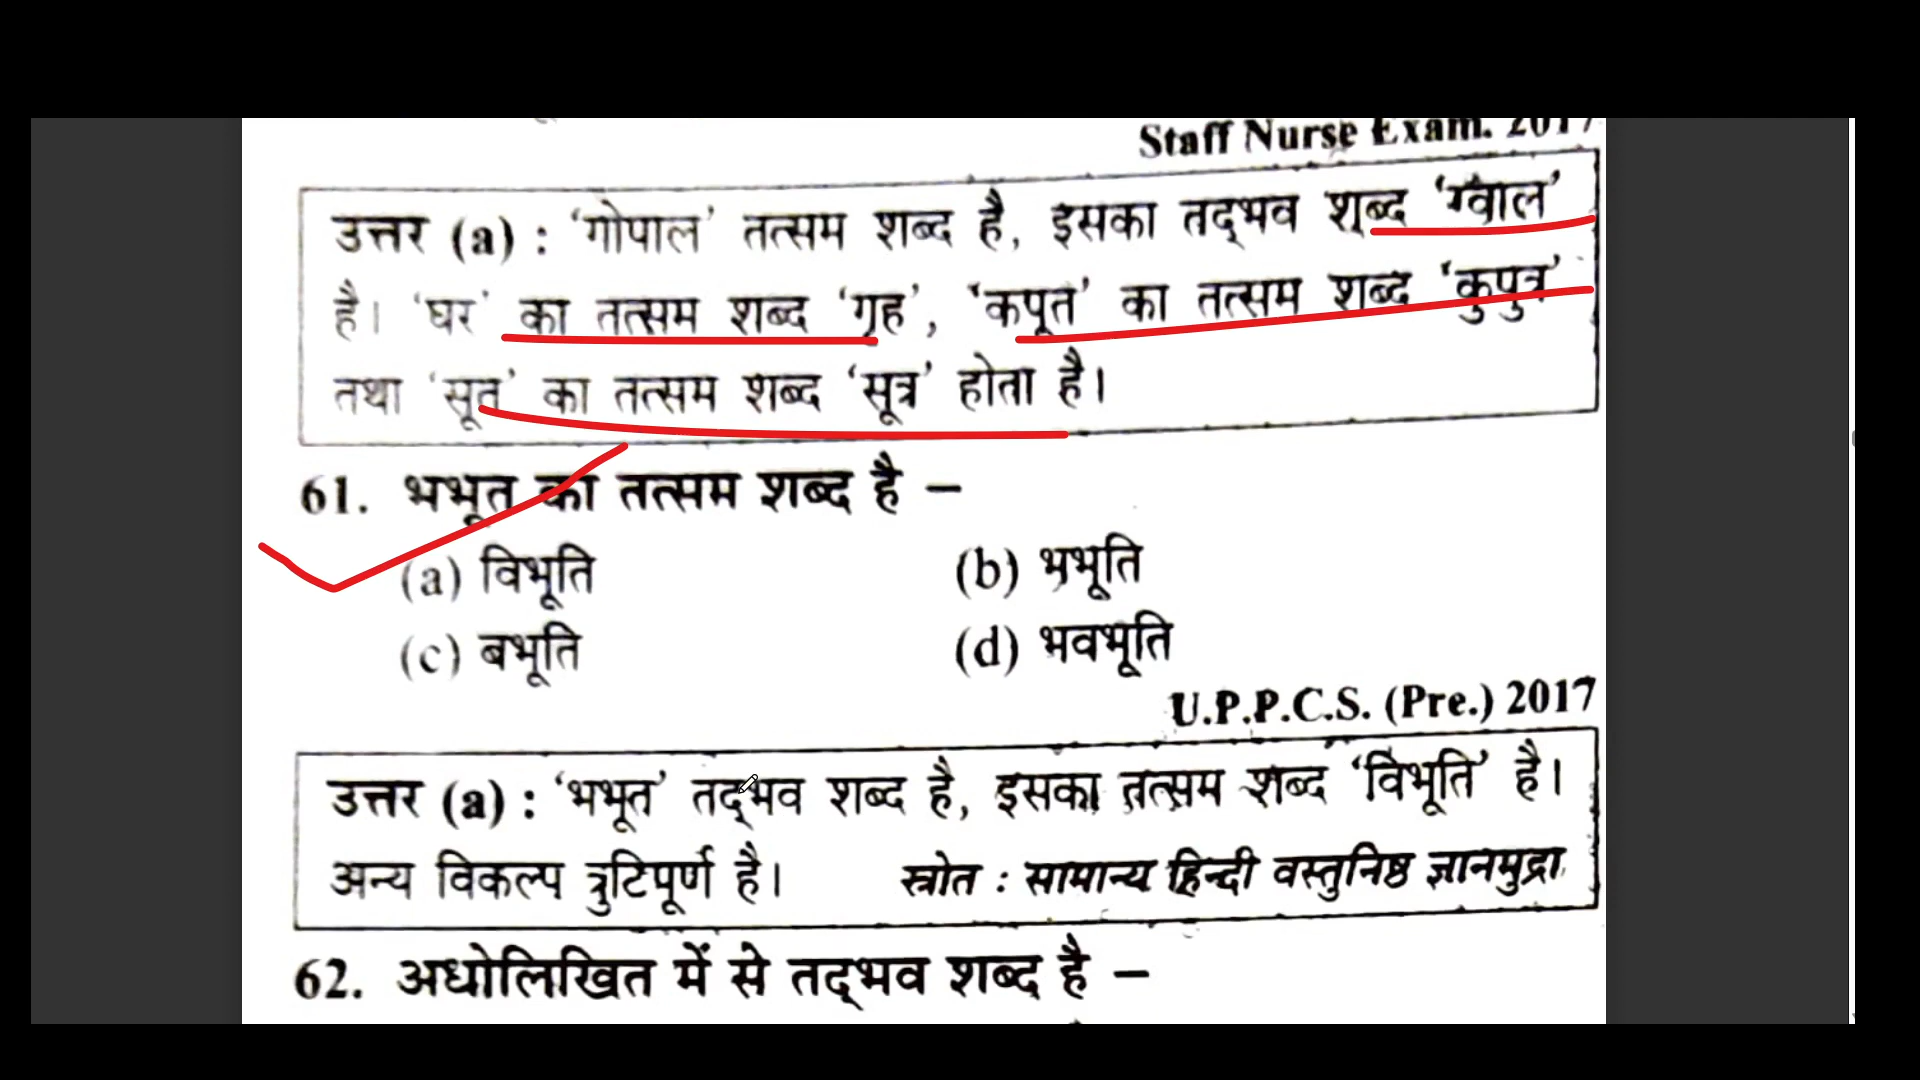 Staff Nurse Exam. 2017
उत्तर (a) : ‘गोपाल’ तत्सम शब्द है, इसका तद्भव शब्द ‘ग्वाल’
है। ‘घर’ का तत्सम शब्द ‘गृह’, ‘कपूत’ का तत्सम शब्द ‘कुपुत्र’
तथा ‘सूत’ का तत्सम शब्द ‘सूत्र’ होता है।
61. भभूत का तत्सम शब्द है –
(a) विभूति (b) भभूति
(c) बभूति (d) भवभूति
U.P.P.C.S. (Pre.) 2017
उत्तर (a) : ‘भभूत’ तद्भव शब्द है, इसका तत्सम शब्द ‘विभूति’ है।
अन्य विकल्प त्रुटिपूर्ण है। स्रोत : सामान्य हिन्दी वस्तुनिष्ठ ज्ञानमुद्रा
62. अधोलिखित में से तद्भव शब्द है –